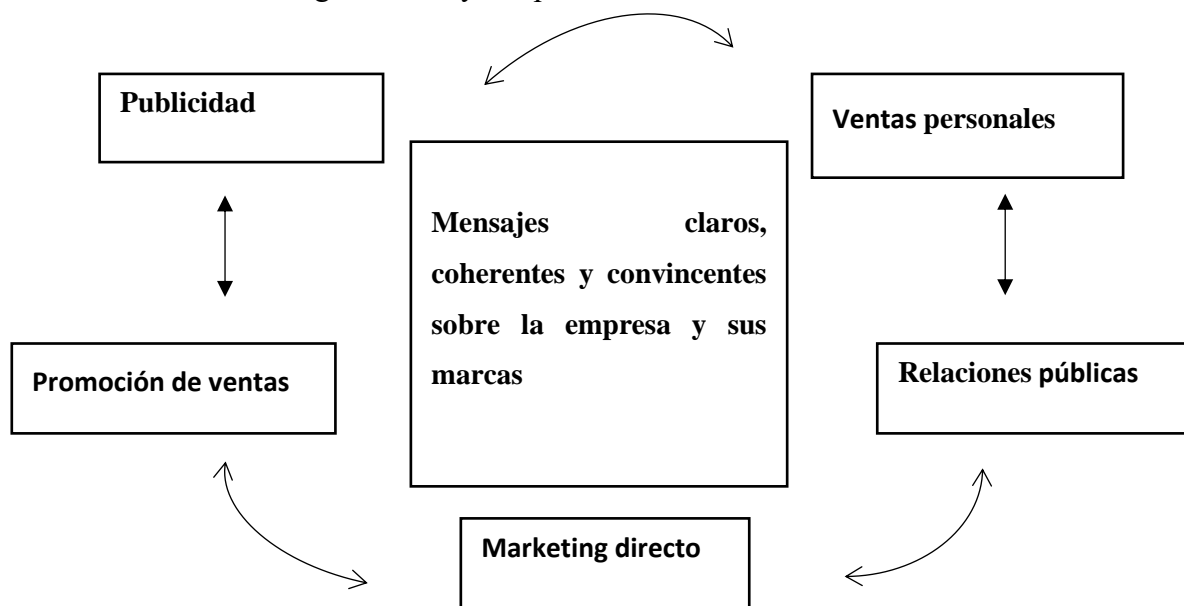 Publicidad
Ventas personales
Mensajes claros,
coherentes y convincentes
sobre la empresa y sus
marcas
Promoción de ventas
Relaciones públicas
Marketing directo